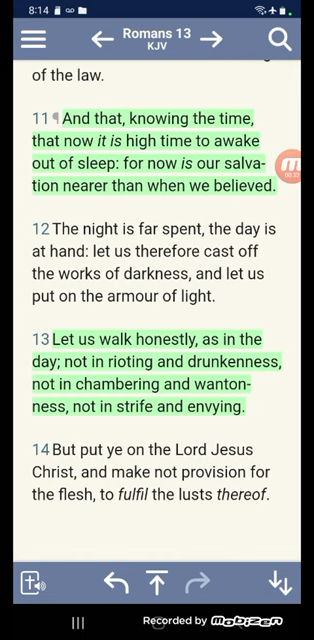 8:14
Romans 13
KJV
of the law.
11 ¶ And that, knowing the time,
that now it is high time to awake
out of sleep: for now is our salva-
tion nearer than when we believed.
12 The night is far spent, the day is
at hand: let us therefore cast off
the works of darkness, and let us
put on the armour of light.
13 Let us walk honestly, as in the
day; not in rioting and drunkenness,
not in chambering and wanton-
ness, not in strife and envying.
14 But put ye on the Lord Jesus
Christ, and make not provision for
the flesh, to fulfil the lusts thereof.
Recorded by mobizen